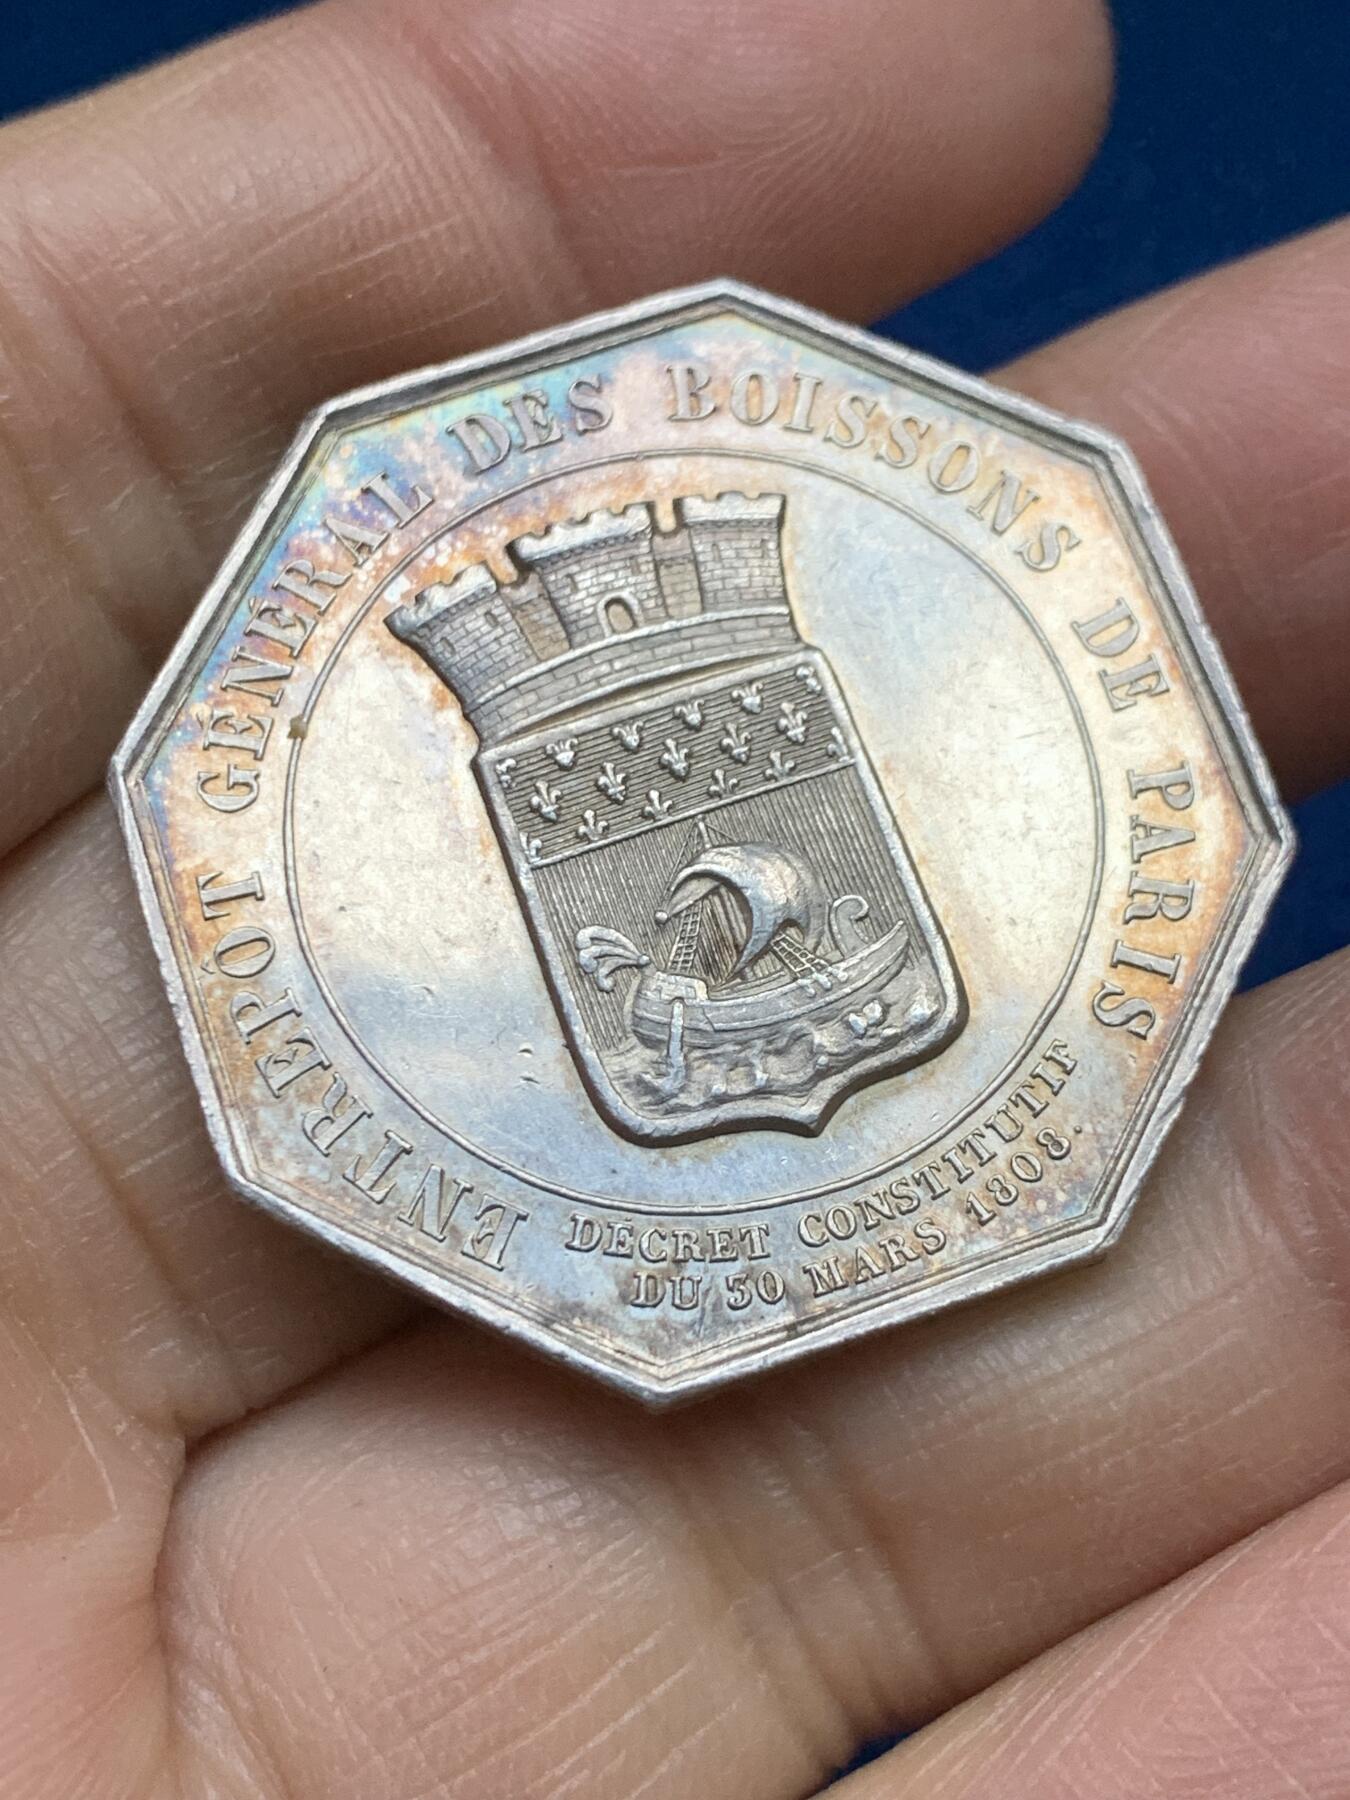 ENTREPÔT GÉNÉRAL DES BOISSONS DE PARIS
DÉCRET CONSTITUTIF
DU 30 MARS 1808.